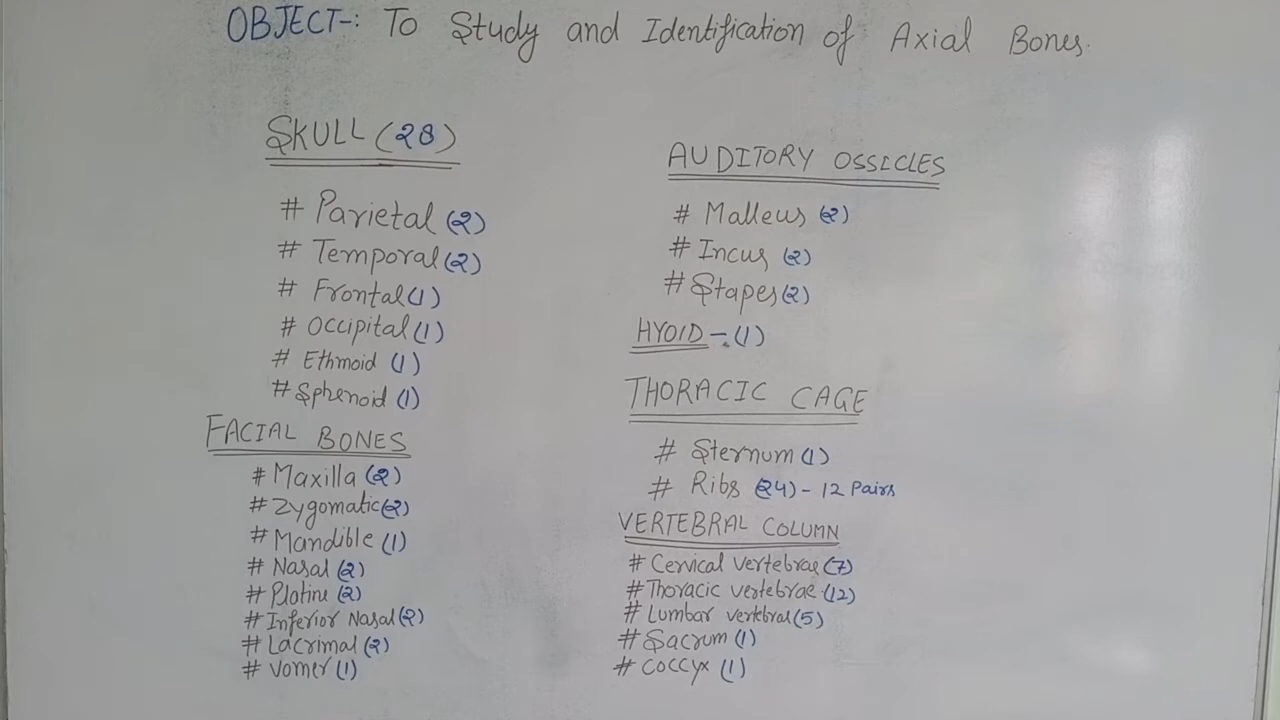 OBJECT-: To Study and Identification of Axial Bones.
SKULL (28)
# Parietal (2)
# Temporal (2)
# Frontal (1)
# Occipital (1)
# Ethmoid (1)
# Sphenoid (1)
FACIAL BONES
# Maxilla (2)
# Zygomatic (2)
# Mandible (1)
# Nasal (2)
# Platine (2)
# Inferior Nasal (2)
# Lacrimal (2)
# Vomer (1)
AUDITORY OSSICLES
# Malleus (2)
# Incus (2)
# Stapes (2)
HYOID - (1)
THORACIC CAGE
# Sternum (1)
# Ribs (24) - 12 Pairs
VERTEBRAL COLUMN
# Cervical vertebrae (7)
# Thoracic vertebrae (12)
# Lumbar vertebrae (5)
# Sacrum (1)
# Coccyx (1)